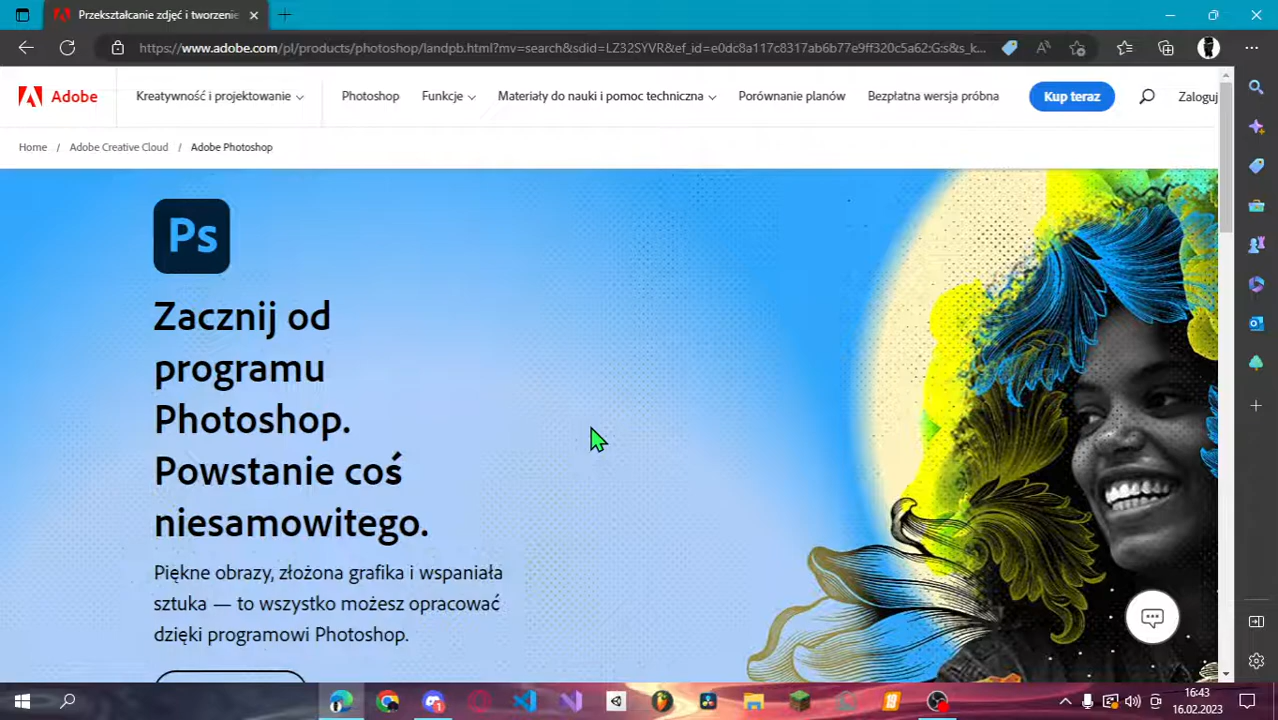 Przekształcanie zdjęć i tworzenie
https://www.adobe.com/pl/products/photoshop/landpb.html?mv=search&sdid=LZ32SYVR&ef_id=e0dc8a117c8317ab6b77e9ff320c5a62:G:s&s_k...
Adobe Kreatywność i projektowanie Photoshop Funkcje Materiały do nauki i pomoc techniczna Porównanie planów Bezpłatna wersja próbna Kup teraz Zaloguj
Home / Adobe Creative Cloud / Adobe Photoshop
Ps
Zacznij od
programu
Photoshop.
Powstanie coś
niesamowitego.
Piękne obrazy, złożona grafika i wspaniała
sztuka — to wszystko możesz opracować
dzięki programowi Photoshop.
16:43
16.02.2023